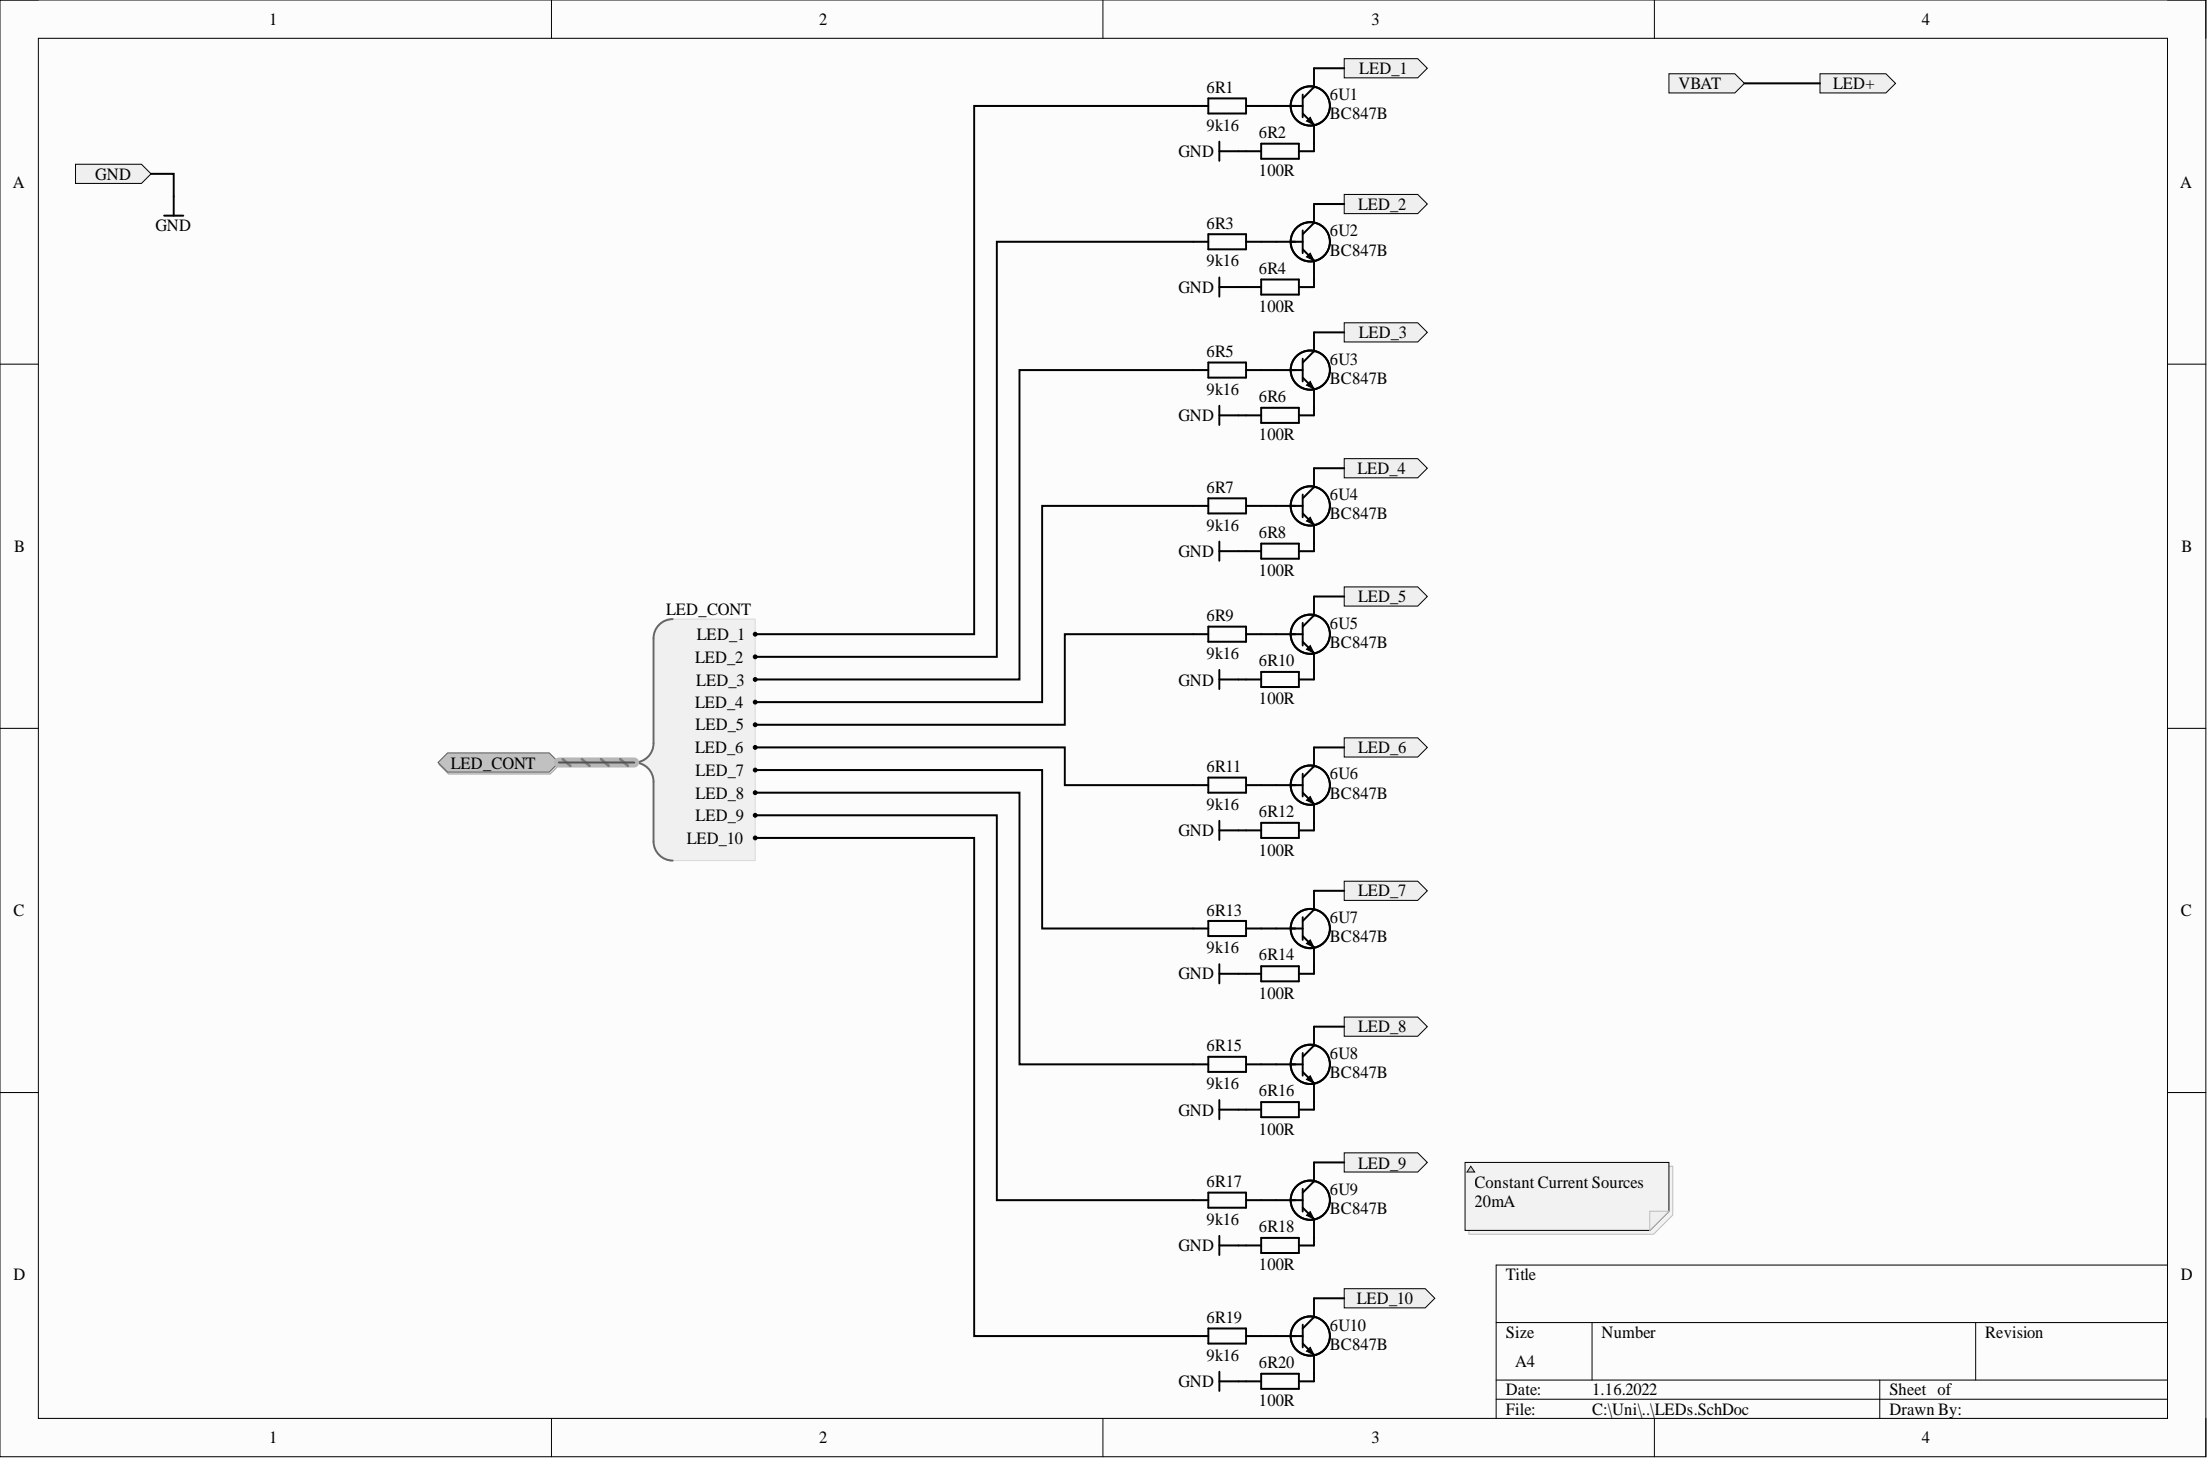 1 2 3 4
A A
B B
C C
D D
GND
GND
VBAT LED+
LED_CONT
LED_CONT
LED_1
LED_2
LED_3
LED_4
LED_5
LED_6
LED_7
LED_8
LED_9
LED_10
LED_1
6R1
6U1
BC847B
9k16
6R2
GND
100R
LED_2
6R3
6U2
BC847B
9k16
6R4
GND
100R
LED_3
6R5
6U3
BC847B
9k16
6R6
GND
100R
LED_4
6R7
6U4
BC847B
9k16
6R8
GND
100R
LED_5
6R9
6U5
BC847B
9k16
6R10
GND
100R
LED_6
6R11
6U6
BC847B
9k16
6R12
GND
100R
LED_7
6R13
6U7
BC847B
9k16
6R14
GND
100R
LED_8
6R15
6U8
BC847B
9k16
6R16
GND
100R
LED_9
6R17
6U9
BC847B
9k16
6R18
GND
100R
LED_10
6R19
6U10
BC847B
9k16
6R20
GND
100R
Constant Current Sources
20mA
Title
Size Number Revision
A4
Date: 1.16.2022 Sheet of
File: C:\Uni\..\LEDs.SchDoc Drawn By:
1 2 3 4